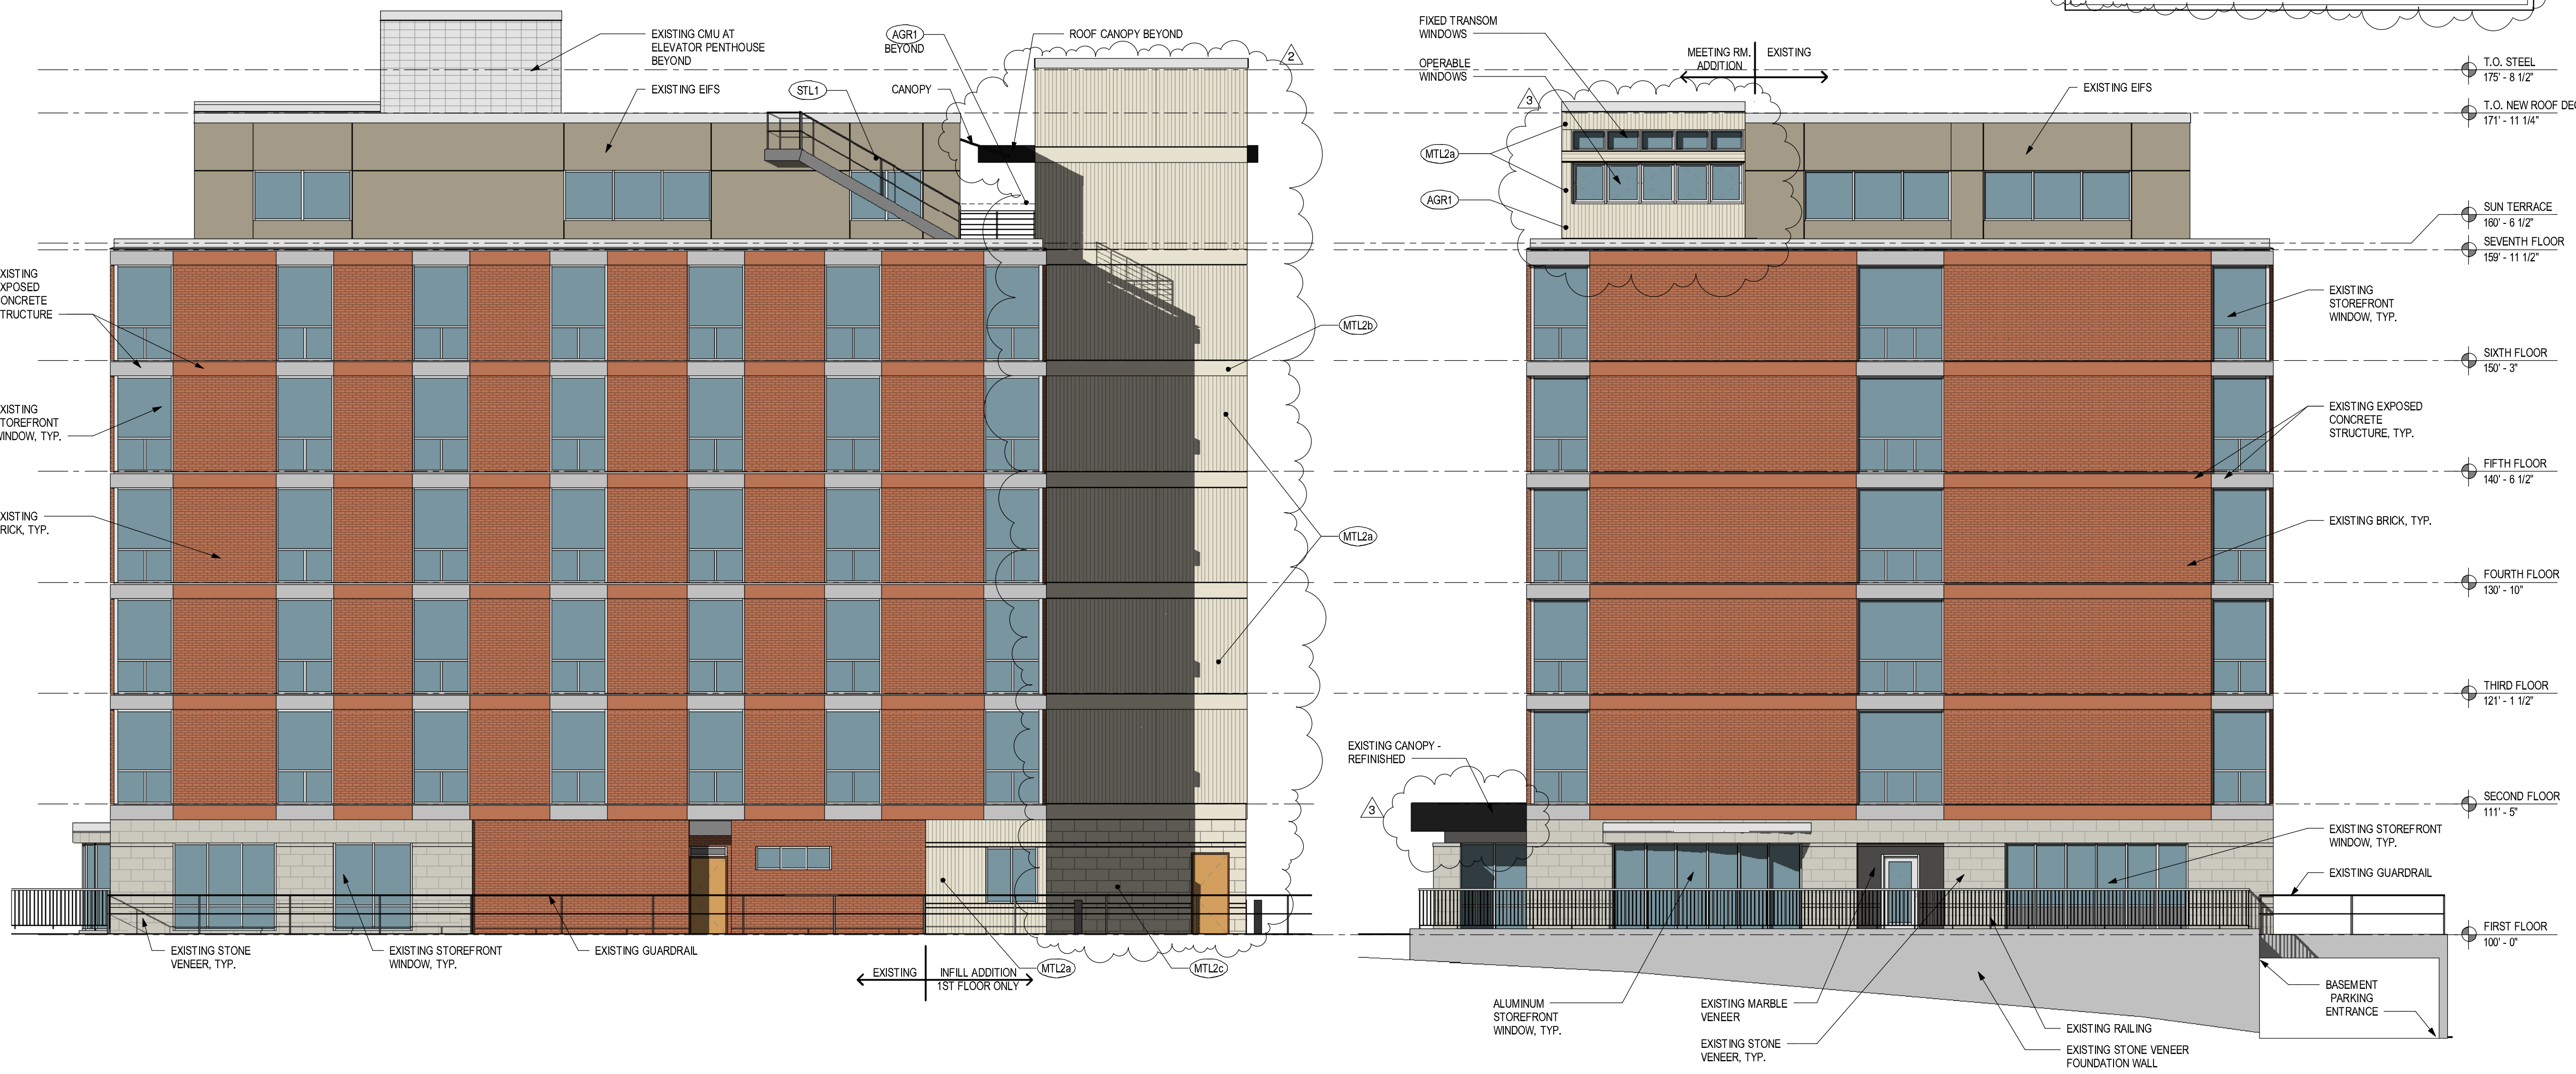 EXISTING CMU AT
ELEVATOR PENTHOUSE
BEYOND
EXISTING EIFS
STL1
AGR1
BEYOND
CANOPY
ROOF CANOPY BEYOND
2
XISTING
XPOSED
ONCRETE
TRUCTURE
XISTING
TOREFRONT
INDOW, TYP.
XISTING
RICK, TYP.
MTL2b
MTL2a
EXISTING STONE
VENEER, TYP.
EXISTING STOREFRONT
WINDOW, TYP.
EXISTING GUARDRAIL
EXISTING
INFILL ADDITION
1ST FLOOR ONLY
MTL2a
MTL2c
FIXED TRANSOM
WINDOWS
OPERABLE
WINDOWS
MEETING RM.
ADDITION
EXISTING
3
MTL2a
AGR1
EXISTING EIFS
T.O. STEEL
175' - 8 1/2"
T.O. NEW ROOF DEC
171' - 11 1/4"
SUN TERRACE
160' - 6 1/2"
SEVENTH FLOOR
159' - 11 1/2"
EXISTING
STOREFRONT
WINDOW, TYP.
SIXTH FLOOR
150' - 3"
EXISTING EXPOSED
CONCRETE
STRUCTURE, TYP.
FIFTH FLOOR
140' - 6 1/2"
EXISTING BRICK, TYP.
FOURTH FLOOR
130' - 10"
THIRD FLOOR
121' - 1 1/2"
EXISTING CANOPY -
REFINISHED
3
SECOND FLOOR
111' - 5"
EXISTING STOREFRONT
WINDOW, TYP.
EXISTING GUARDRAIL
FIRST FLOOR
100' - 0"
ALUMINUM
STOREFRONT
WINDOW, TYP.
EXISTING MARBLE
VENEER
EXISTING STONE
VENEER, TYP.
BASEMENT
PARKING
ENTRANCE
EXISTING RAILING
EXISTING STONE VENEER
FOUNDATION WALL